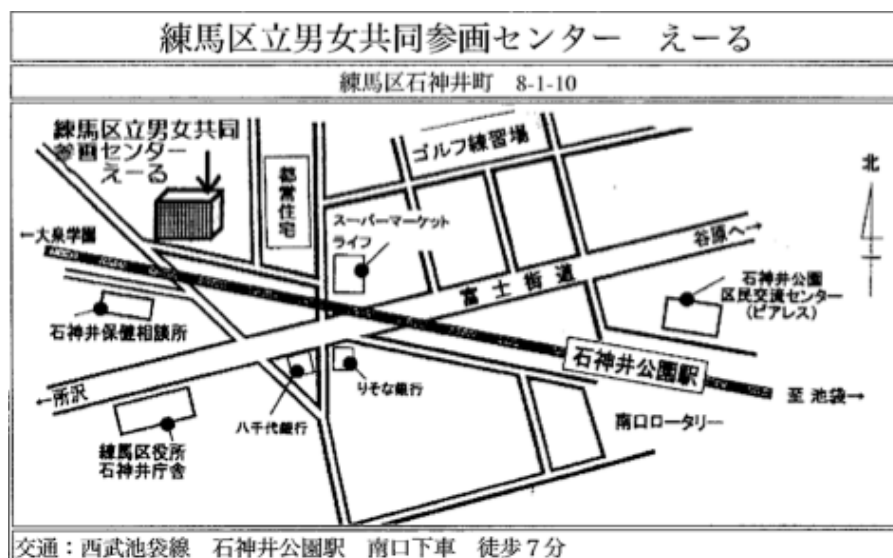 練馬区立男女共同参画センター　えーる
練馬区石神井町　8-1-10
練馬区立男女共同
参画センター
えーる
都営住宅
ゴルフ練習場
北
スーパーマーケット
ライフ
←大泉学園
谷原へ→
富士街道
石神井公園
区民交流センター
(ピアレス)
石神井保健相談所
石神井公園駅
←所沢
りそな銀行
八千代銀行
至 池袋→
南口ロータリー
練馬区役所
石神井庁舎
交通：西武池袋線　石神井公園駅　南口下車　徒歩７分